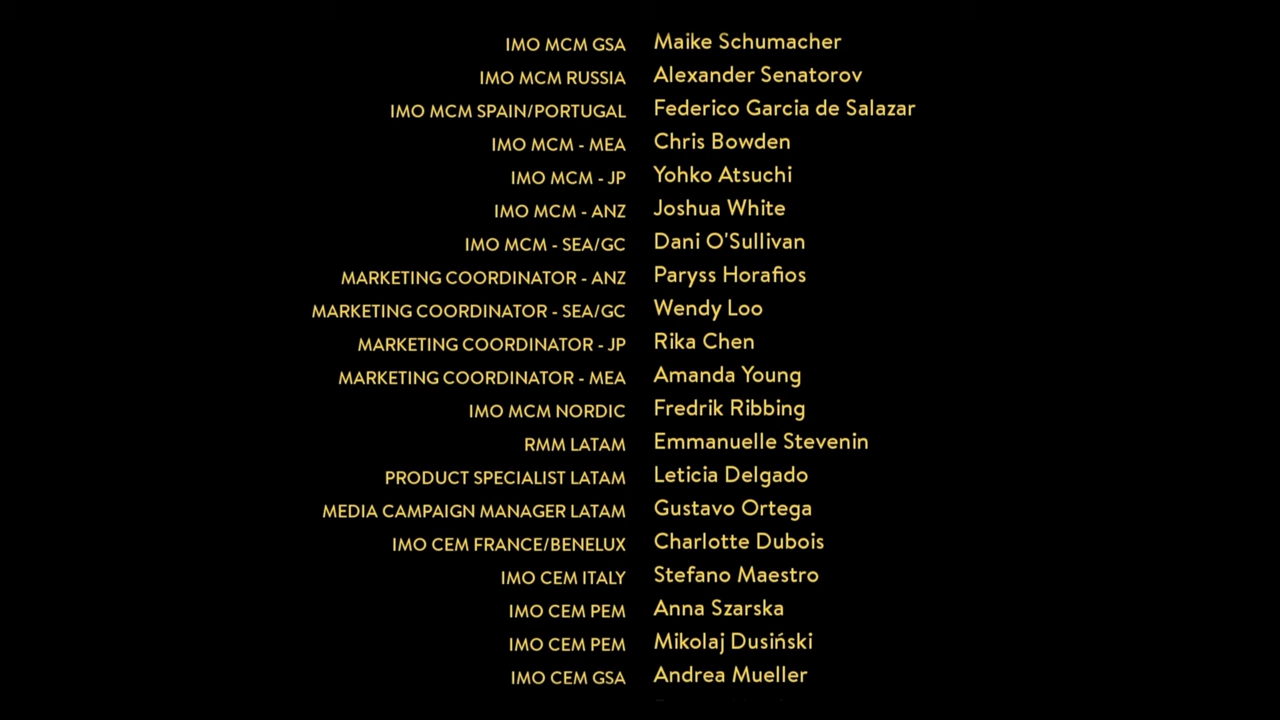 IMO MCM GSA Maike Schumacher
IMO MCM RUSSIA Alexander Senatorov
IMO MCM SPAIN/PORTUGAL Federico Garcia de Salazar
IMO MCM - MEA Chris Bowden
IMO MCM - JP Yohko Atsuchi
IMO MCM - ANZ Joshua White
IMO MCM - SEA/GC Dani O'Sullivan
MARKETING COORDINATOR - ANZ Paryss Horafios
MARKETING COORDINATOR - SEA/GC Wendy Loo
MARKETING COORDINATOR - JP Rika Chen
MARKETING COORDINATOR - MEA Amanda Young
IMO MCM NORDIC Fredrik Ribbing
RMM LATAM Emmanuelle Stevenin
PRODUCT SPECIALIST LATAM Leticia Delgado
MEDIA CAMPAIGN MANAGER LATAM Gustavo Ortega
IMO CEM FRANCE/BENELUX Charlotte Dubois
IMO CEM ITALY Stefano Maestro
IMO CEM PEM Anna Szarska
IMO CEM PEM Mikolaj Dusiński
IMO CEM GSA Andrea Mueller